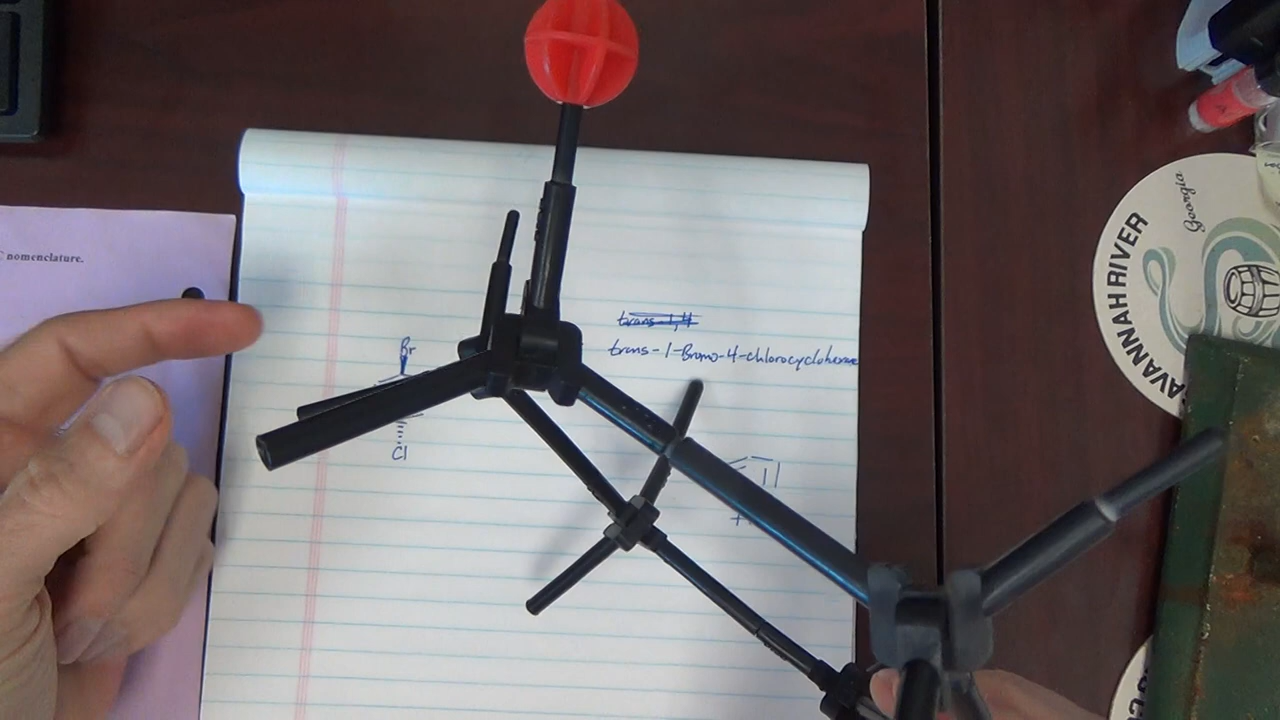 nomenclature.
trans-1,4
trans-1-Bromo-4-chlorocyclohexane
Br
Cl
Georgia
SAVANNAH RIVER